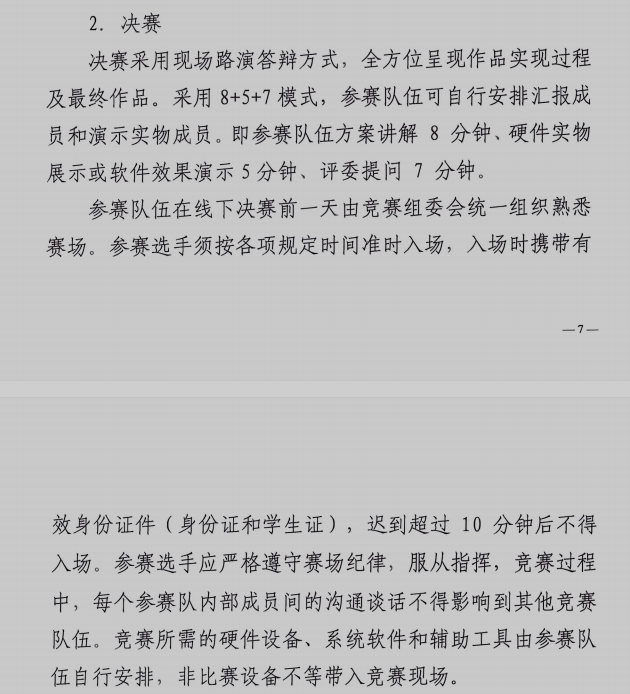 2. 决赛
决赛采用现场路演答辩方式，全方位呈现作品实现过程
及最终作品。采用 8+5+7 模式，参赛队伍可自行安排汇报成
员和演示实物成员。即参赛队伍方案讲解 8 分钟、硬件实物
展示或软件效果演示 5 分钟、评委提问 7 分钟。
参赛队伍在线下决赛前一天由竞赛组委会统一组织熟悉
赛场。参赛选手须按各项规定时间准时入场，入场时携带有
—7—
效身份证件（身份证和学生证），迟到超过 10 分钟后不得
入场。参赛选手应严格遵守赛场纪律，服从指挥，竞赛过程
中，每个参赛队内部成员间的沟通谈话不得影响到其他竞赛
队伍。竞赛所需的硬件设备、系统软件和辅助工具由参赛队
伍自行安排，非比赛设备不等带入竞赛现场。